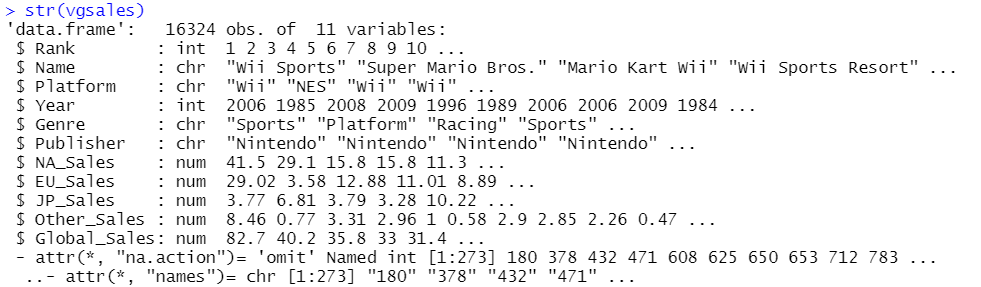 > str(vgsales)
'data.frame':   16324 obs. of  11 variables:
 $ Rank        : int  1 2 3 4 5 6 7 8 9 10 ...
 $ Name        : chr  "Wii Sports" "Super Mario Bros." "Mario Kart Wii" "Wii Sports Resort" ...
 $ Platform    : chr  "Wii" "NES" "Wii" "Wii" ...
 $ Year        : int  2006 1985 2008 2009 1996 1989 2006 2006 2009 1984 ...
 $ Genre       : chr  "Sports" "Platform" "Racing" "Sports" ...
 $ Publisher   : chr  "Nintendo" "Nintendo" "Nintendo" "Nintendo" ...
 $ NA_Sales    : num  41.5 29.1 15.8 15.8 11.3 ...
 $ EU_Sales    : num  29.02 3.58 12.88 11.01 8.89 ...
 $ JP_Sales    : num  3.77 6.81 3.79 3.28 10.22 ...
 $ Other_Sales : num  8.46 0.77 3.31 2.96 1 0.58 2.9 2.85 2.26 0.47 ...
 $ Global_Sales: num  82.7 40.2 35.8 33 31.4 ...
 - attr(*, "na.action")= 'omit' Named int [1:273] 180 378 432 471 608 625 650 653 712 783 ...
  ..- attr(*, "names")= chr [1:273] "180" "378" "432" "471" ...